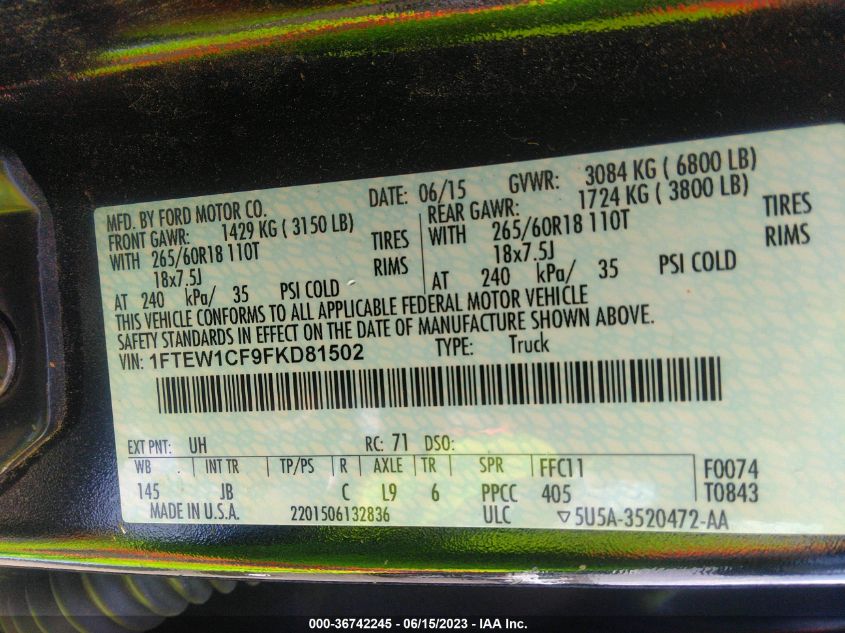 MFD. BY FORD MOTOR CO.
DATE: 06/15 GVWR: 3084 KG ( 6800 LB)
FRONT GAWR: 1429 KG ( 3150 LB)
REAR GAWR: 1724 KG ( 3800 LB)
WITH 265/60R18 110T TIRES
WITH 265/60R18 110T TIRES
18x7.5J RIMS
18x7.5J RIMS
AT 240 kPa/ 35 PSI COLD
AT 240 kPa/ 35 PSI COLD
THIS VEHICLE CONFORMS TO ALL APPLICABLE FEDERAL MOTOR VEHICLE
SAFETY STANDARDS IN EFFECT ON THE DATE OF MANUFACTURE SHOWN ABOVE.
VIN: 1FTEW1CF9FKD81502 TYPE: Truck
EXT PNT: UH RC: 71 DSO:
WB INT TR TP/PS R AXLE TR SPR FFC11 F0074
145 JB C L9 6 PPCC 405 T0843
MADE IN U.S.A. 2201506132836 ULC ▽5U5A-3520472-AA
000-36742245 - 06/15/2023 - IAA Inc.